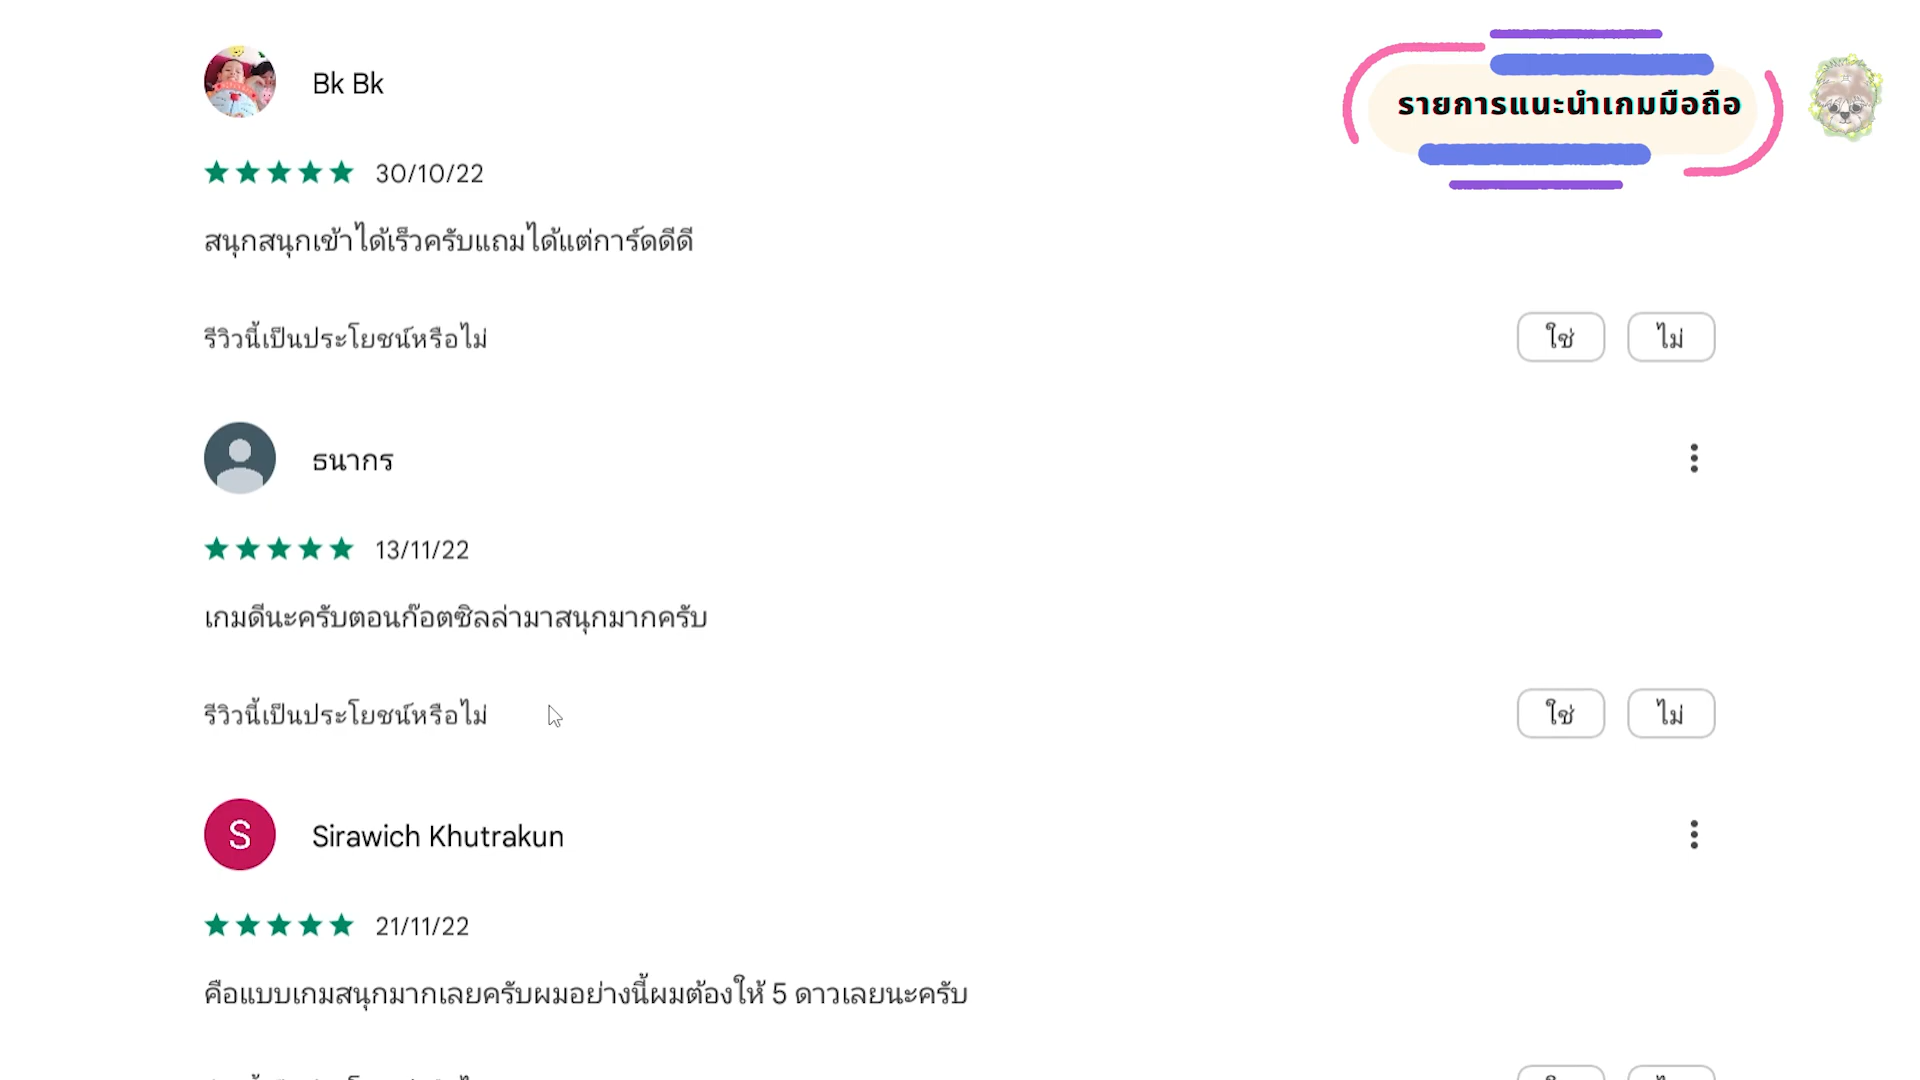 Bk Bk
รายการแนะนำเกมมือถือ
30/10/22
สนุกสนุกเข้าได้เร็วครับแถมได้แต่การ์ดดีดี
รีวิวนี้เป็นประโยชน์หรือไม่
ใช่
ไม่
ธนากร
13/11/22
เกมดีนะครับตอนก๊อตซิลล่ามาสนุกมากครับ
รีวิวนี้เป็นประโยชน์หรือไม่
ใช่
ไม่
S
Sirawich Khutrakun
21/11/22
คือแบบเกมสนุกมากเลยครับผมอย่างนี้ผมต้องให้ 5 ดาวเลยนะครับ